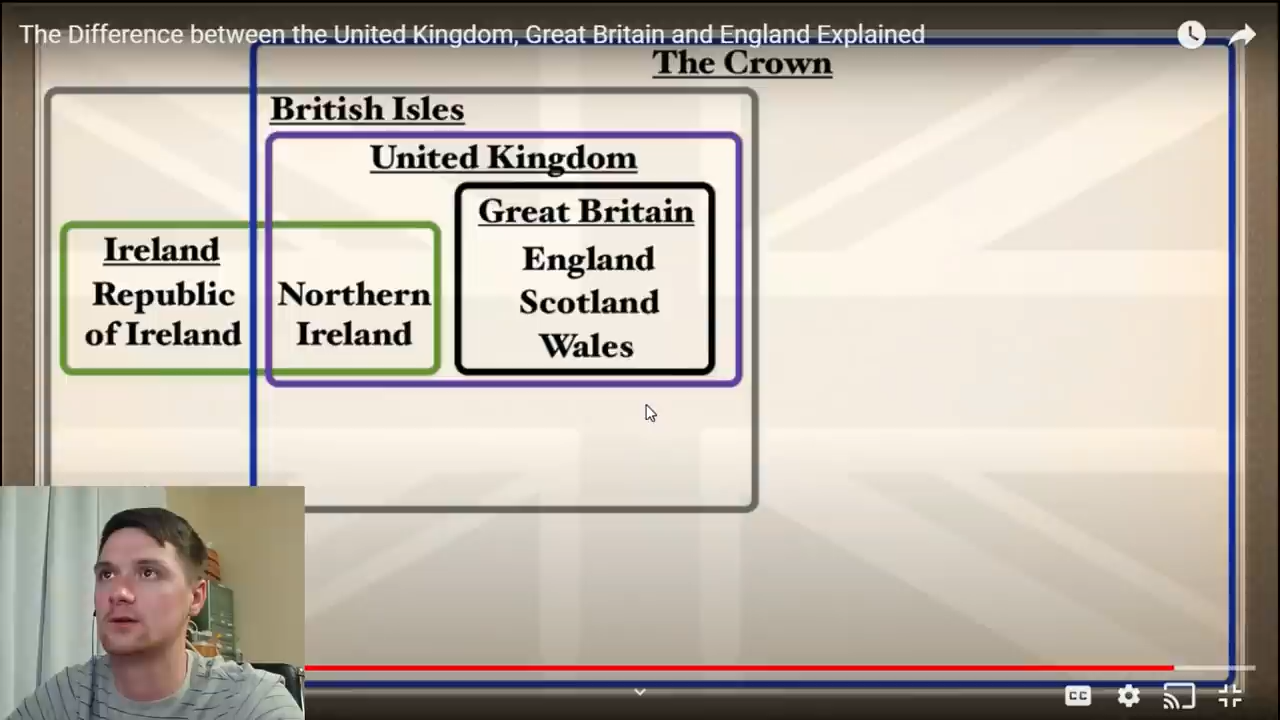 The Difference between the United Kingdom, Great Britain and England Explained
The Crown
British Isles
United Kingdom
Great Britain
England
Scotland
Wales
Ireland
Republic
of Ireland
Northern
Ireland
CC